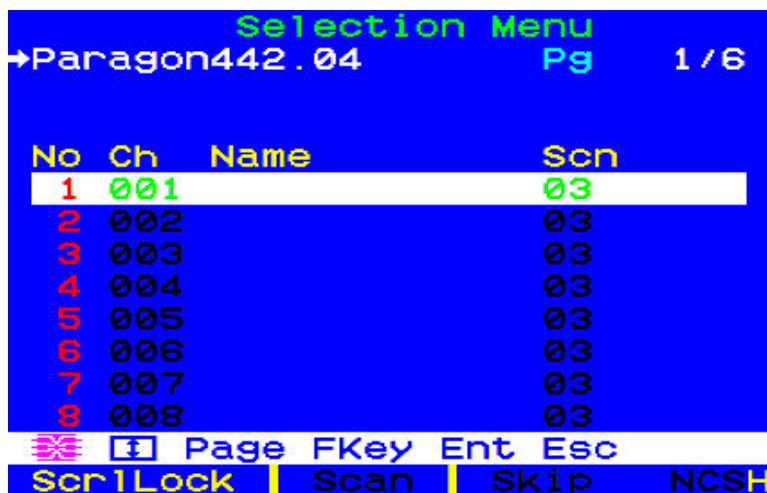 Selection Menu
→Paragon442.04 Pg 1/6
No Ch Name Scn
1 001 03
2 002 03
3 003 03
4 004 03
5 005 03
6 006 03
7 007 03
8 008 03
Page FKey Ent Esc
ScrlLock Scan Skip NCSH